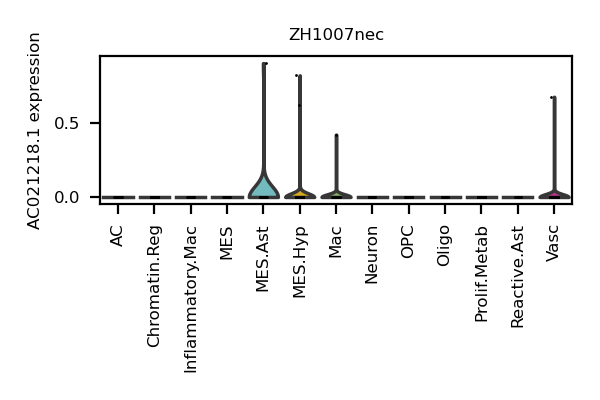 ZH1007nec
AC021218.1 expression
0.5
0.0
AC
Chromatin.Reg
Inflammatory.Mac
MES
MES.Ast
MES.Hyp
Mac
Neuron
OPC
Oligo
Prolif.Metab
Reactive.Ast
Vasc